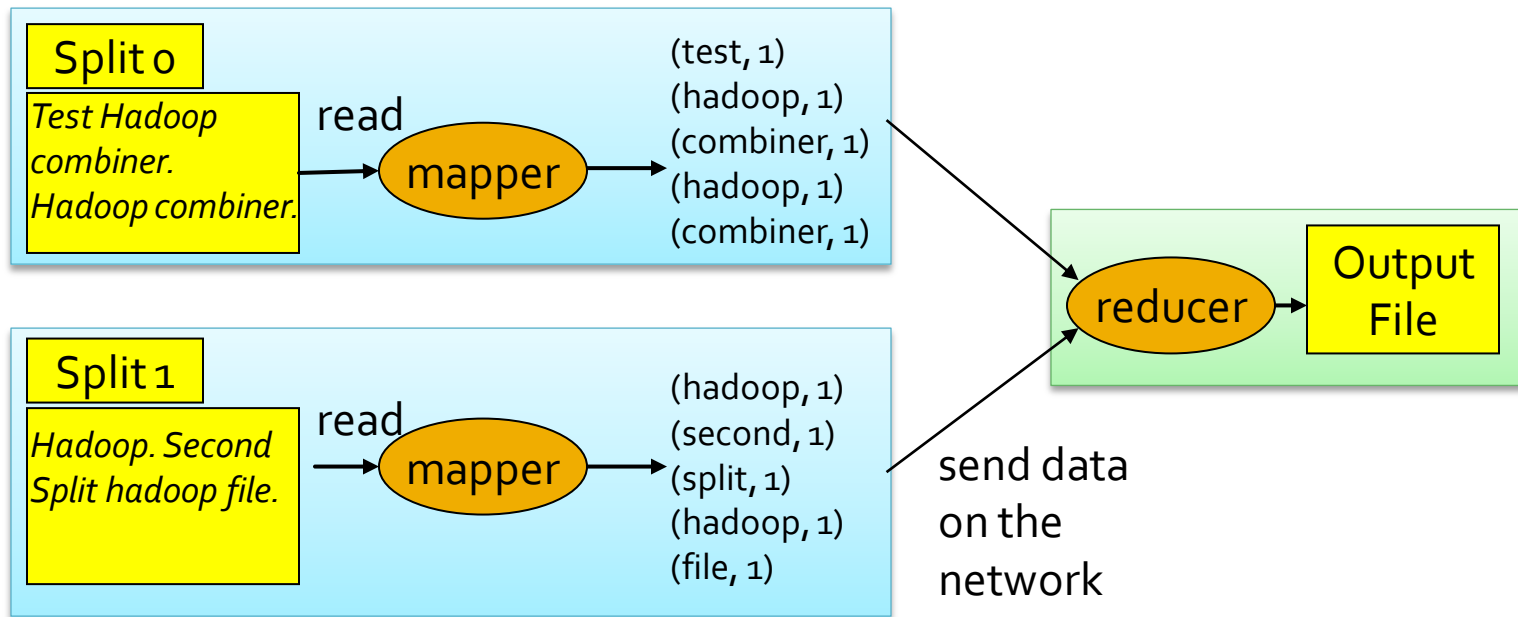 Split 0
Test Hadoop
combiner.
Hadoop combiner.
read
mapper
(test, 1)
(hadoop, 1)
(combiner, 1)
(hadoop, 1)
(combiner, 1)
Split 1
Hadoop. Second
Split hadoop file.
read
mapper
(hadoop, 1)
(second, 1)
(split, 1)
(hadoop, 1)
(file, 1)
send data
on the
network
reducer
Output
File